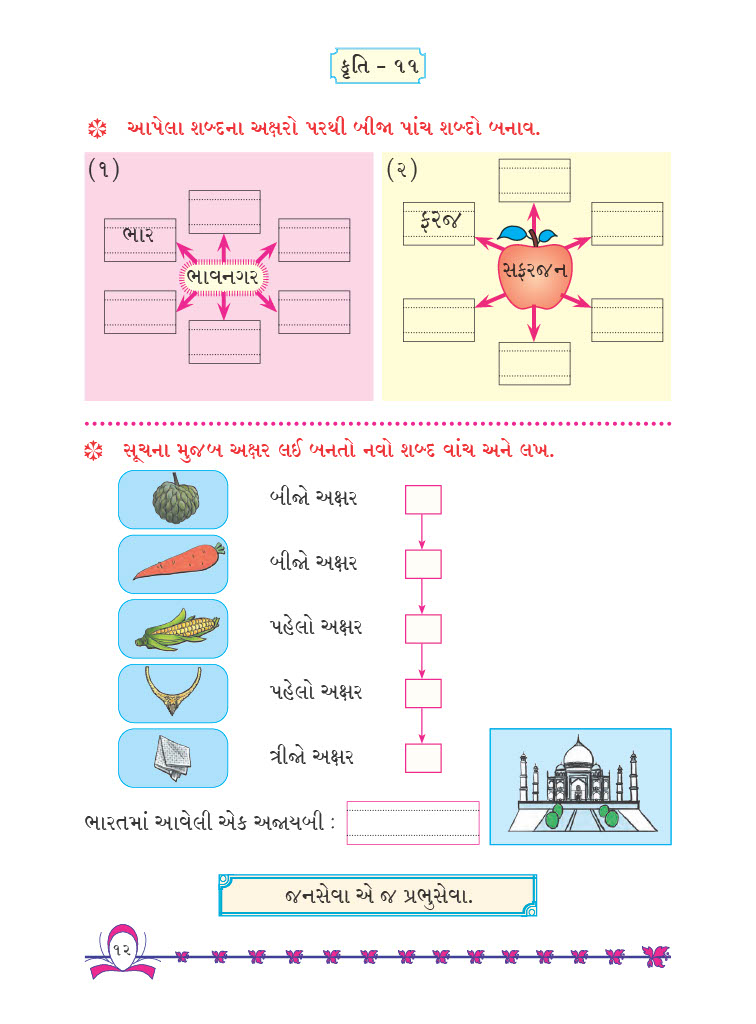 કૃતિ - ૧૧
આપેલા શબ્દના અક્ષરો પરથી બીજા પાંચ શબ્દો બનાવ.
(૧)
ભાર
ભાવનગર
(૨)
ફરજ
સફરજન
સૂચના મુજબ અક્ષર લઈ બનતો નવો શબ્દ વાંચ અને લખ.
બીજો અક્ષર
બીજો અક્ષર
પહેલો અક્ષર
પહેલો અક્ષર
ત્રીજો અક્ષર
ભારતમાં આવેલી એક અજાયબી :
જનસેવા એ જ પ્રભુસેવા.
૧૨